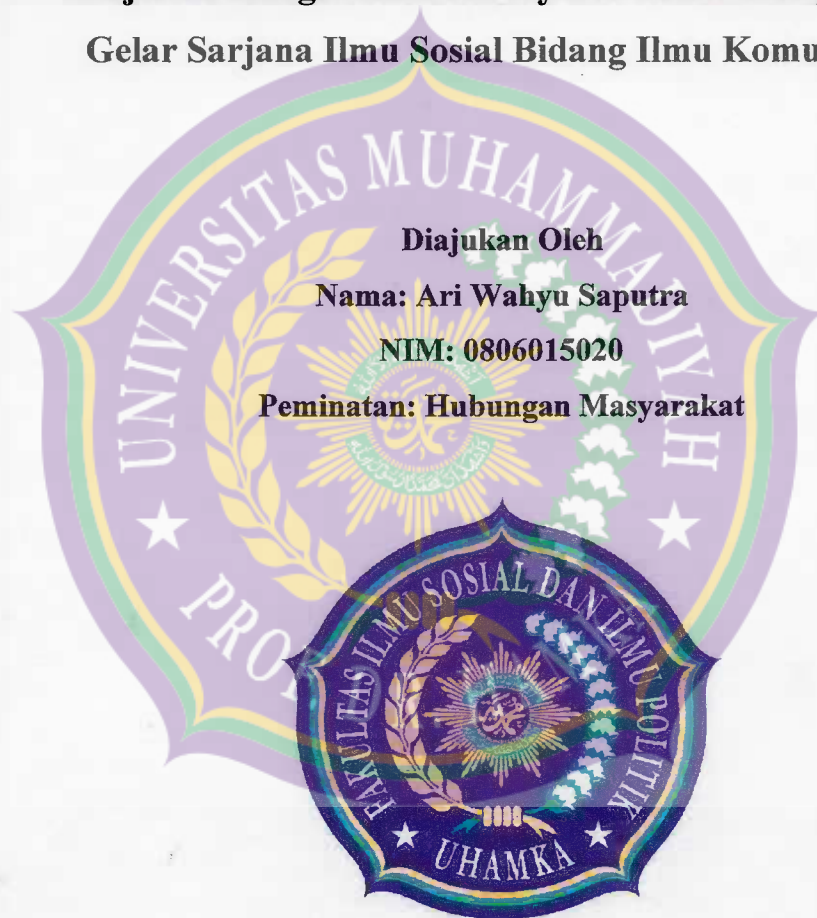 Gelar Sarjana Ilmu Sosial Bidang Ilmu Komu
Diajukan Oleh
Nama: Ari Wahyu Saputra
NIM: 0806015020
Peminatan: Hubungan Masyarakat
UNIVERSITAS MUHAMMADIYAH
FAKULTAS ILMU SOSIAL DAN ILMU POLITIK
UHAMKA